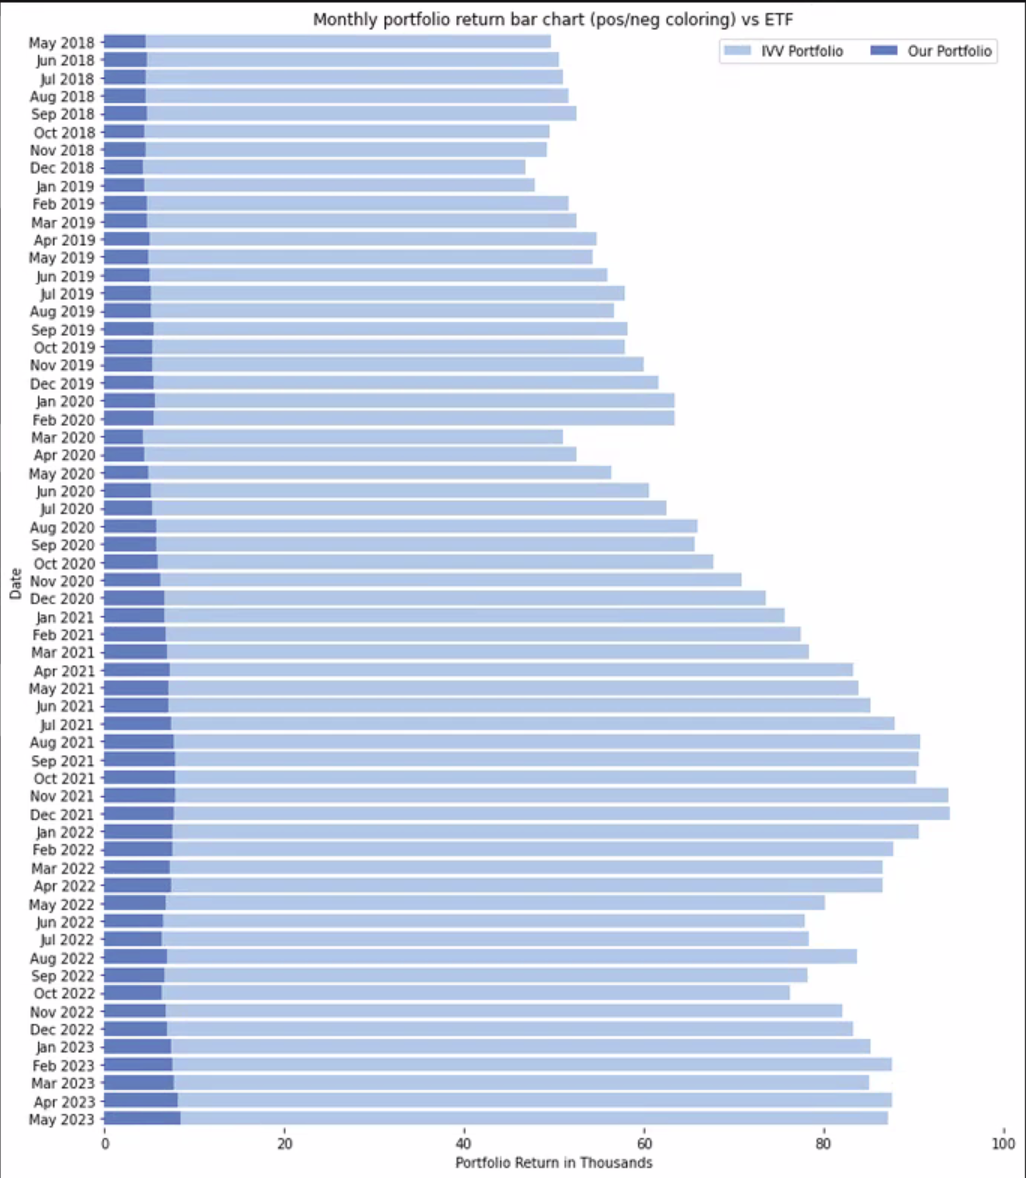 Monthly portfolio return bar chart (pos/neg coloring) vs ETF
IVV Portfolio
Our Portfolio
May 2018
Jun 2018
Jul 2018
Aug 2018
Sep 2018
Oct 2018
Nov 2018
Dec 2018
Jan 2019
Feb 2019
Mar 2019
Apr 2019
May 2019
Jun 2019
Jul 2019
Aug 2019
Sep 2019
Oct 2019
Nov 2019
Dec 2019
Jan 2020
Feb 2020
Mar 2020
Apr 2020
May 2020
Jun 2020
Jul 2020
Aug 2020
Sep 2020
Oct 2020
Nov 2020
Dec 2020
Jan 2021
Feb 2021
Mar 2021
Apr 2021
May 2021
Jun 2021
Jul 2021
Aug 2021
Sep 2021
Oct 2021
Nov 2021
Dec 2021
Jan 2022
Feb 2022
Mar 2022
Apr 2022
May 2022
Jun 2022
Jul 2022
Aug 2022
Sep 2022
Oct 2022
Nov 2022
Dec 2022
Jan 2023
Feb 2023
Mar 2023
Apr 2023
May 2023
Date
0 20 40 60 80 100
Portfolio Return in Thousands